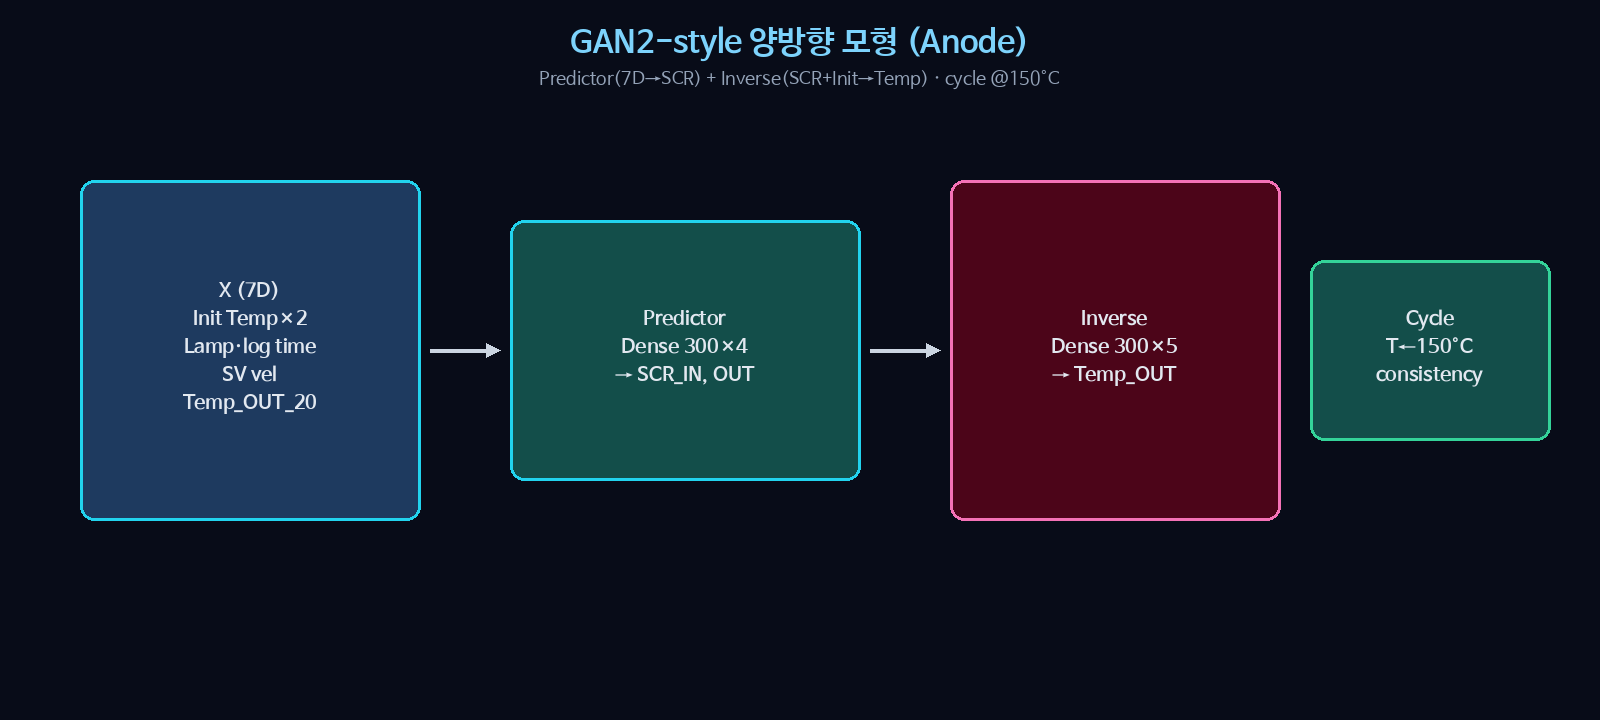 GAN2-style 양방향 모형 (Anode)
Predictor(7D→SCR) + Inverse(SCR+Init→Temp) · cycle @150°C
X (7D)
Init Temp×2
Lamp·log time
SV vel
Temp_OUT_20
Predictor
Dense 300×4
→ SCR_IN, OUT
Inverse
Dense 300×5
→ Temp_OUT
Cycle
T←150°C
consistency